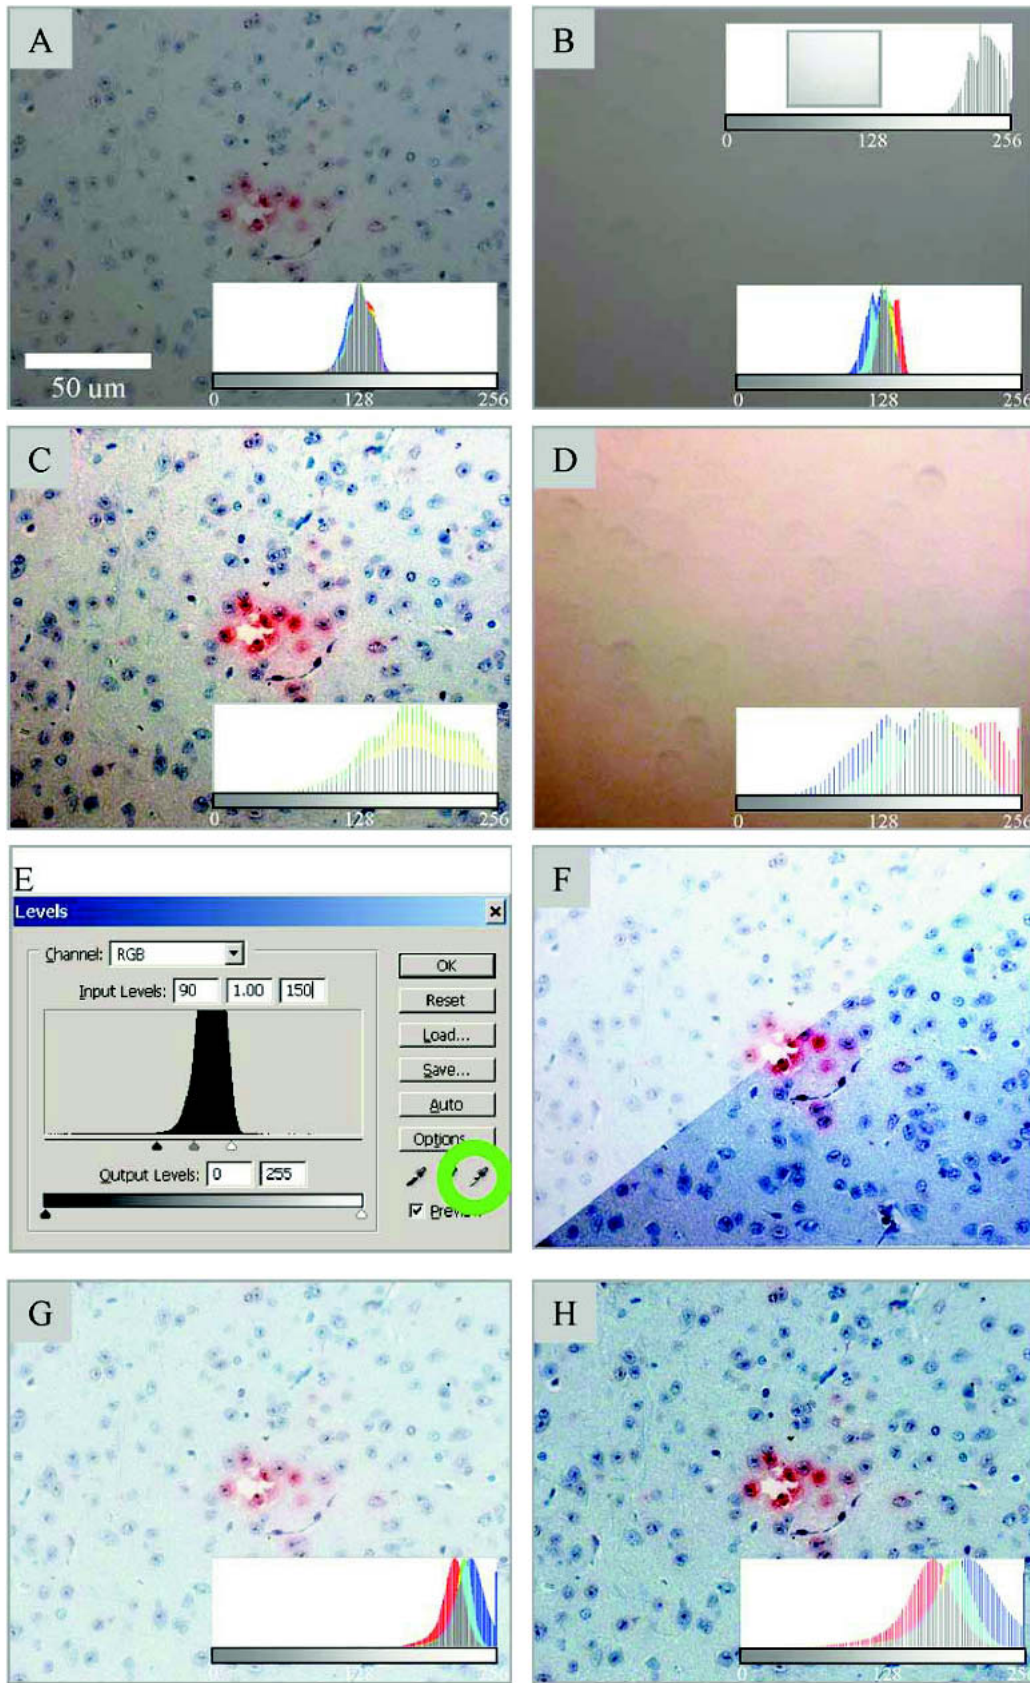 A
50 um
0 128 256
B
0 128 256
0 128 256
C
0 128 256
D
0 128 256
E
Levels
Channel: RGB
OK
Input Levels: 90 1.00 150
Reset
Load...
Save...
Auto
Options...
Output Levels: 0 255
Preview
F
G
0 128 256
H
0 128 256